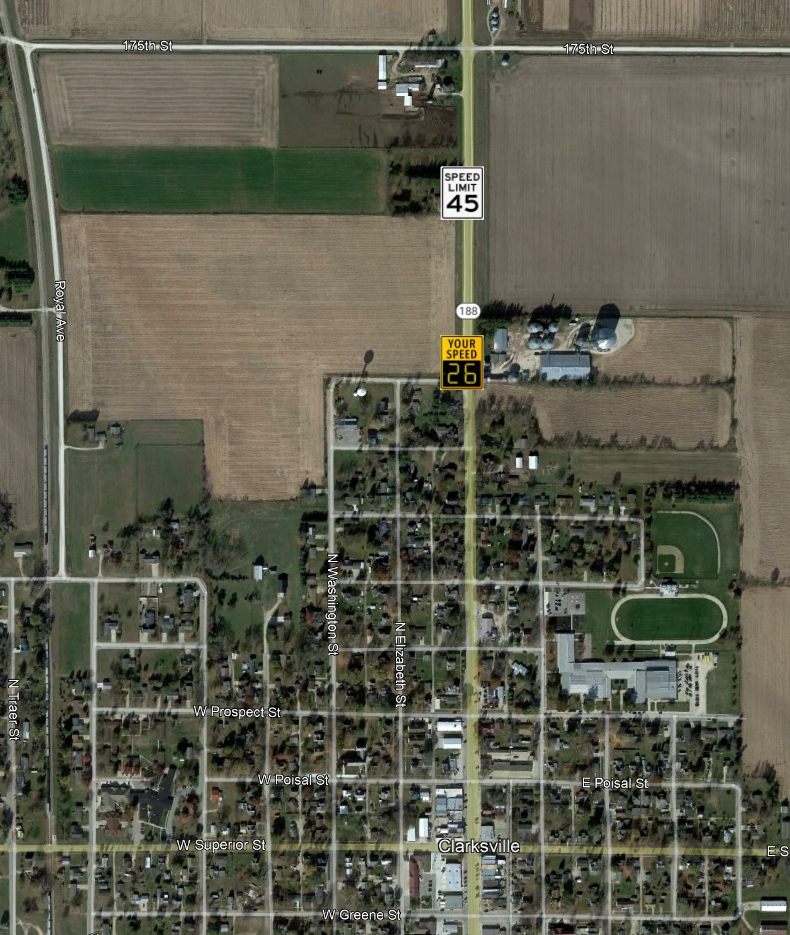 175th St
175th St
SPEED
LIMIT
45
Royal Ave
188
YOUR
SPEED
26
N Washington St
N Elizabeth St
N Traer St
W Prospect St
W Poisal St
E Poisal St
W Superior St
Clarksville
E S
W Greene St